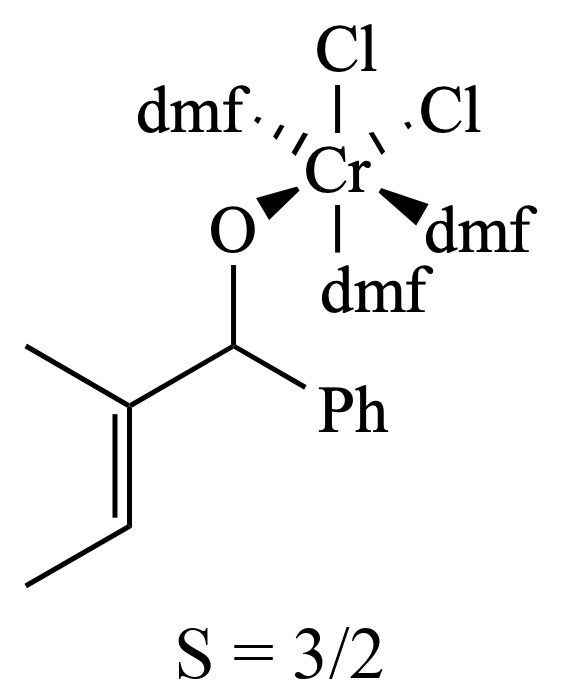 Cl
dmf Cl
Cr
O dmf
dmf
Ph
S = 3/2